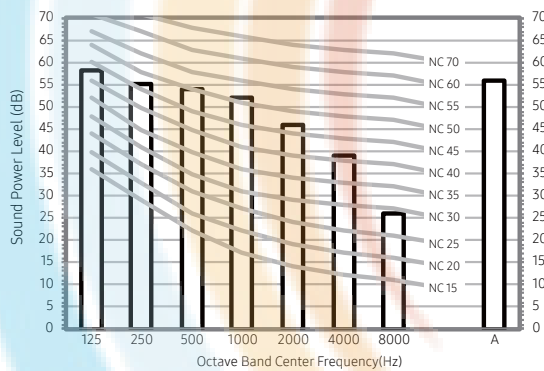 Sound Power Level (dB)
70
65
60
55
50
45
40
35
30
25
20
15
10
5
0
NC 70
NC 60
NC 55
NC 50
NC 45
NC 40
NC 35
NC 30
NC 25
NC 20
NC 15
70
65
60
55
50
45
40
35
30
25
20
15
10
5
0
125 250 500 1000 2000 4000 8000 A
Octave Band Center Frequency(Hz)